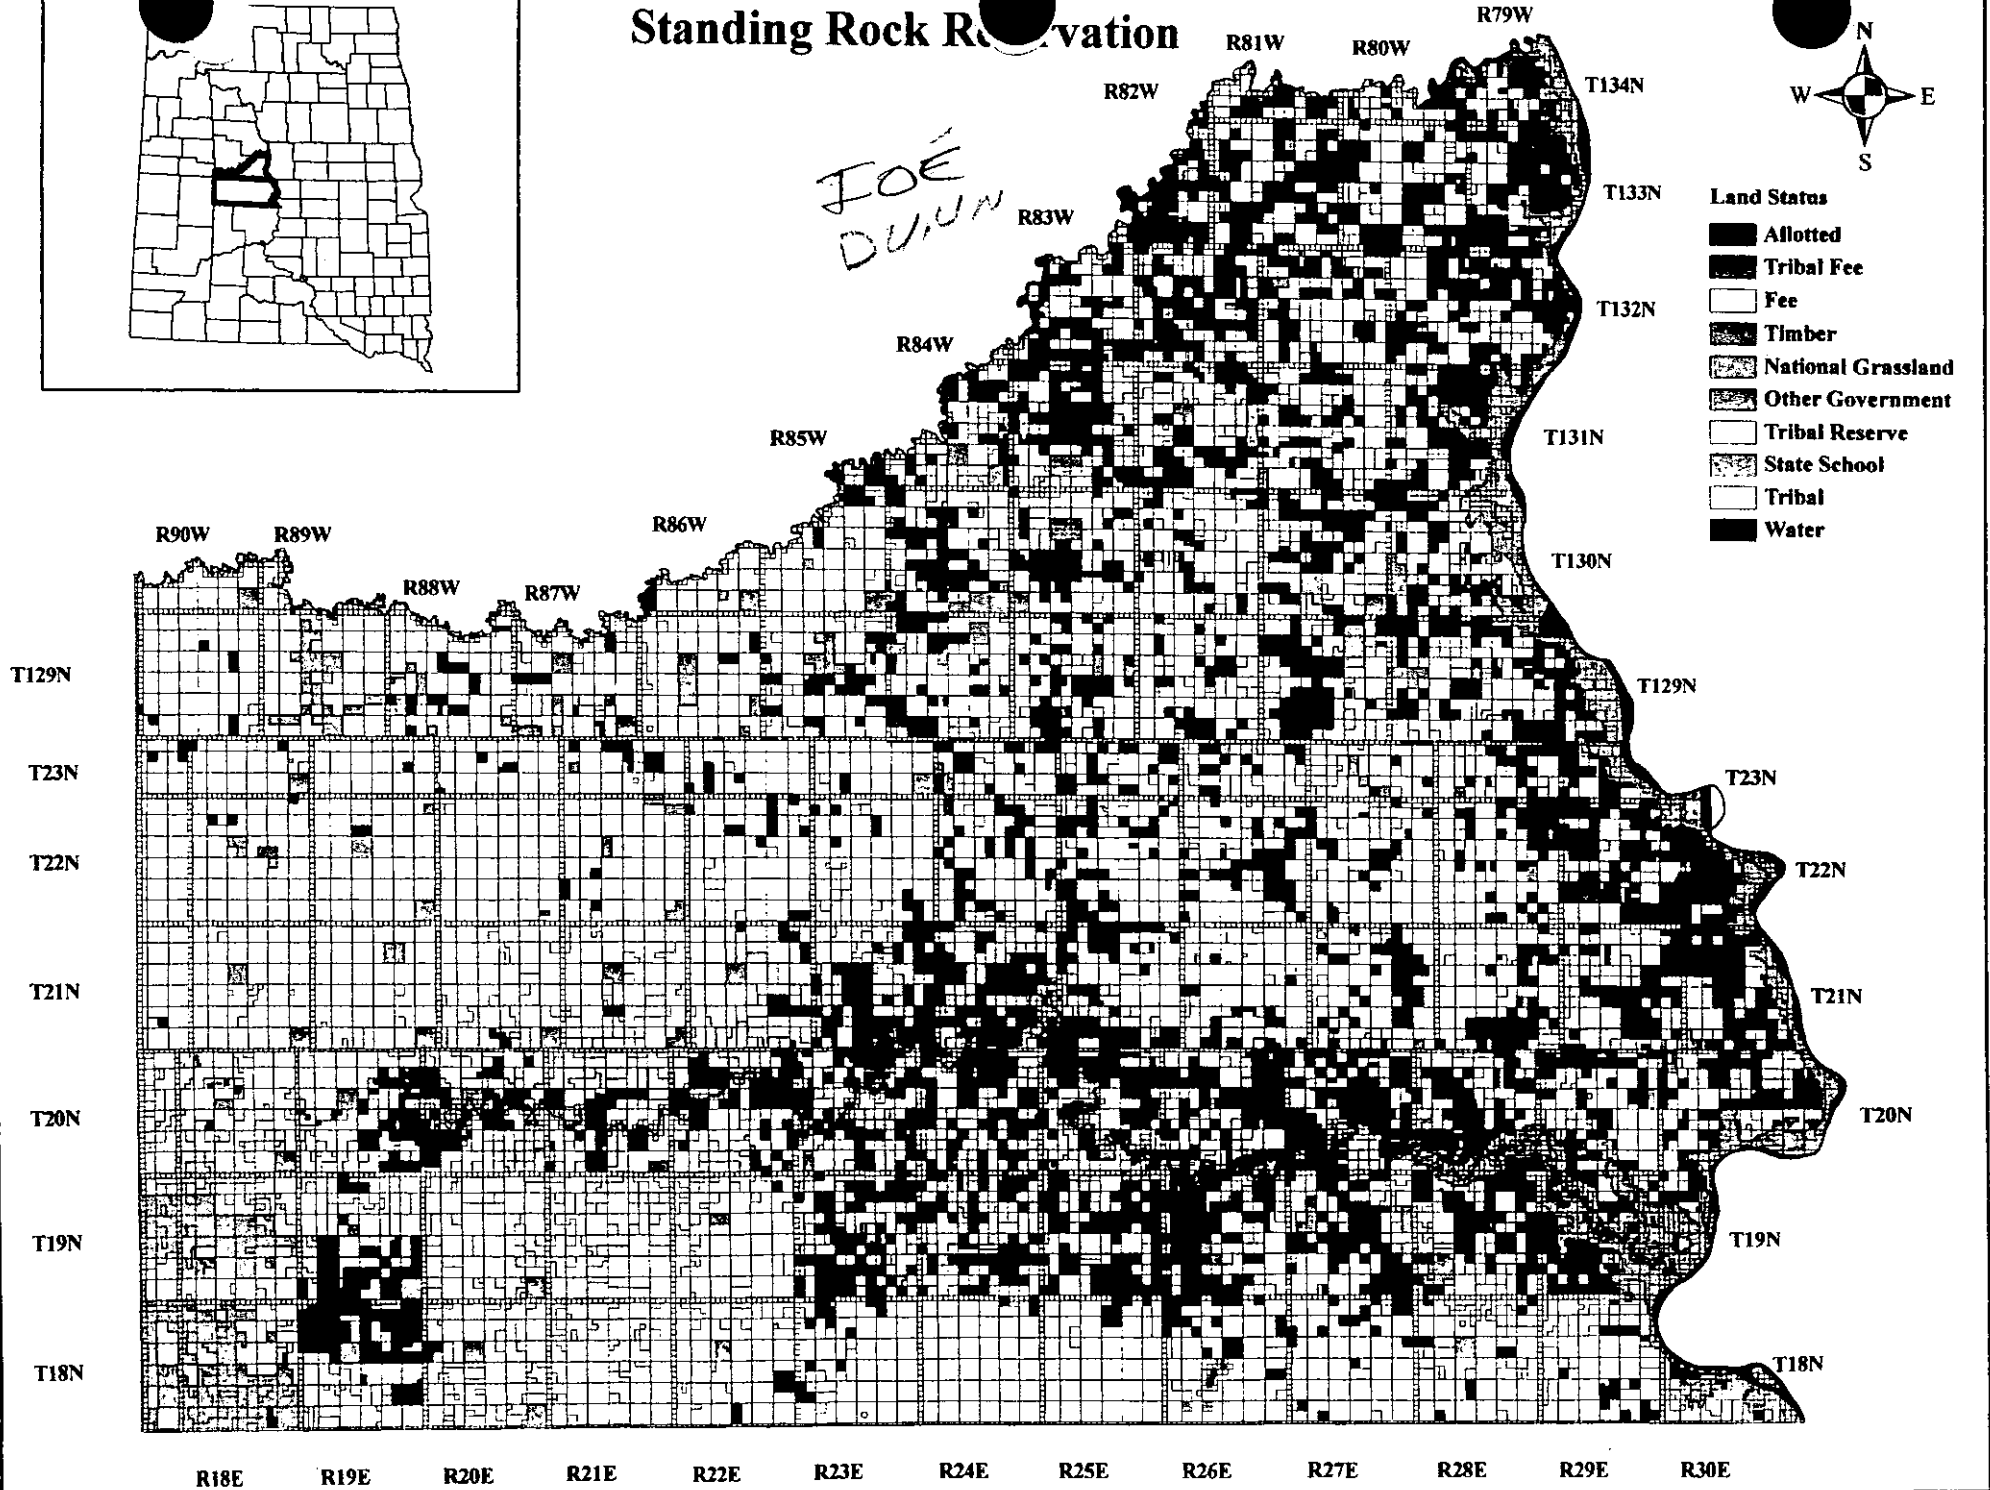 Standing Rock R vation
R79W
R81W
R80W
R82W
N
T134N
W E
S
JOE
DUNN
R83W
T133N
Land Status
Allotted
Tribal Fee
Fee
Timber
National Grassland
Other Government
Tribal Reserve
State School
Tribal
Water
T132N
R84W
R85W
T131N
R86W
R90W
R89W
T130N
R88W
R87W
T129N
T129N
T23N
T23N
T22N
T22N
T21N
T21N
T20N
T20N
T19N
T19N
T18N
T18N
R18E R19E R20E R21E R22E R23E R24E R25E R26E R27E R28E R29E R30E